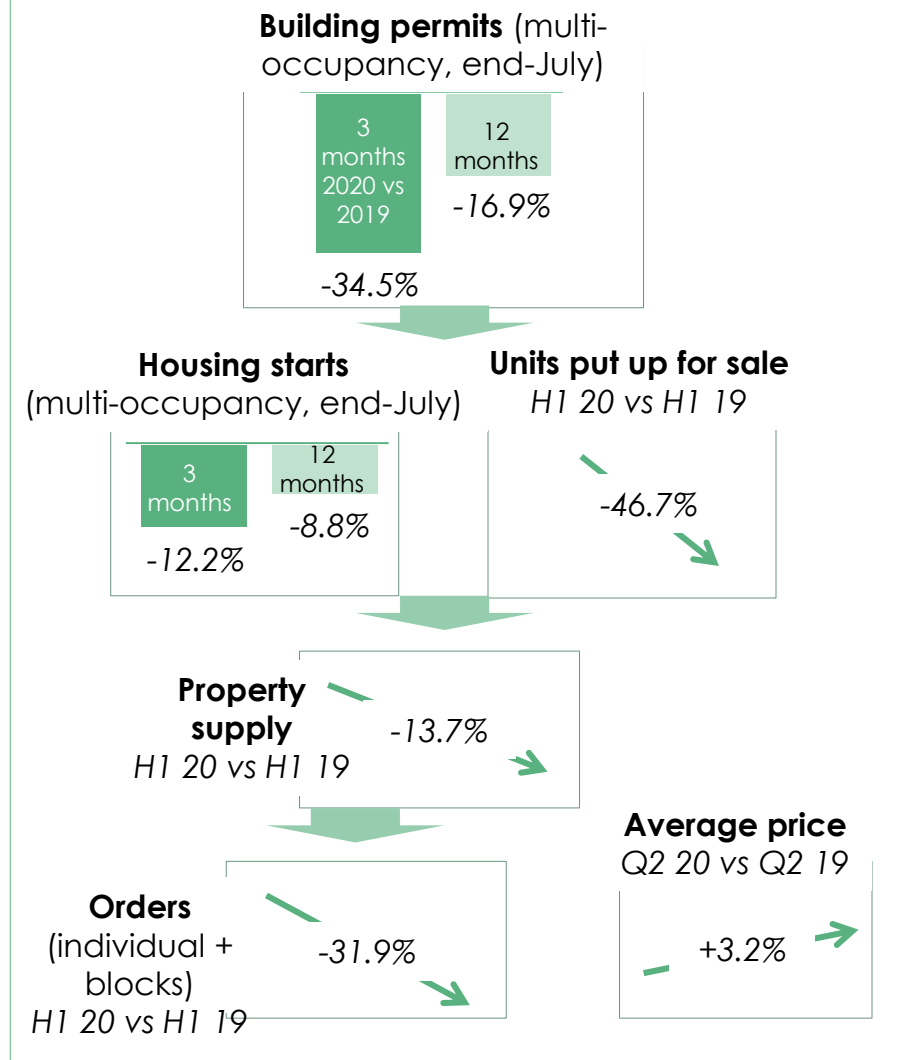 Building permits (multi-
occupancy, end-July)
3
months
2020 vs
2019
-34.5%
12
months
-16.9%
Housing starts
(multi-occupancy, end-July)
3
months
-12.2%
12
months
-8.8%
Units put up for sale
H1 20 vs H1 19
-46.7%
Property
supply
H1 20 vs H1 19
-13.7%
Average price
Q2 20 vs Q2 19
+3.2%
Orders
(individual +
blocks)
H1 20 vs H1 19
-31.9%